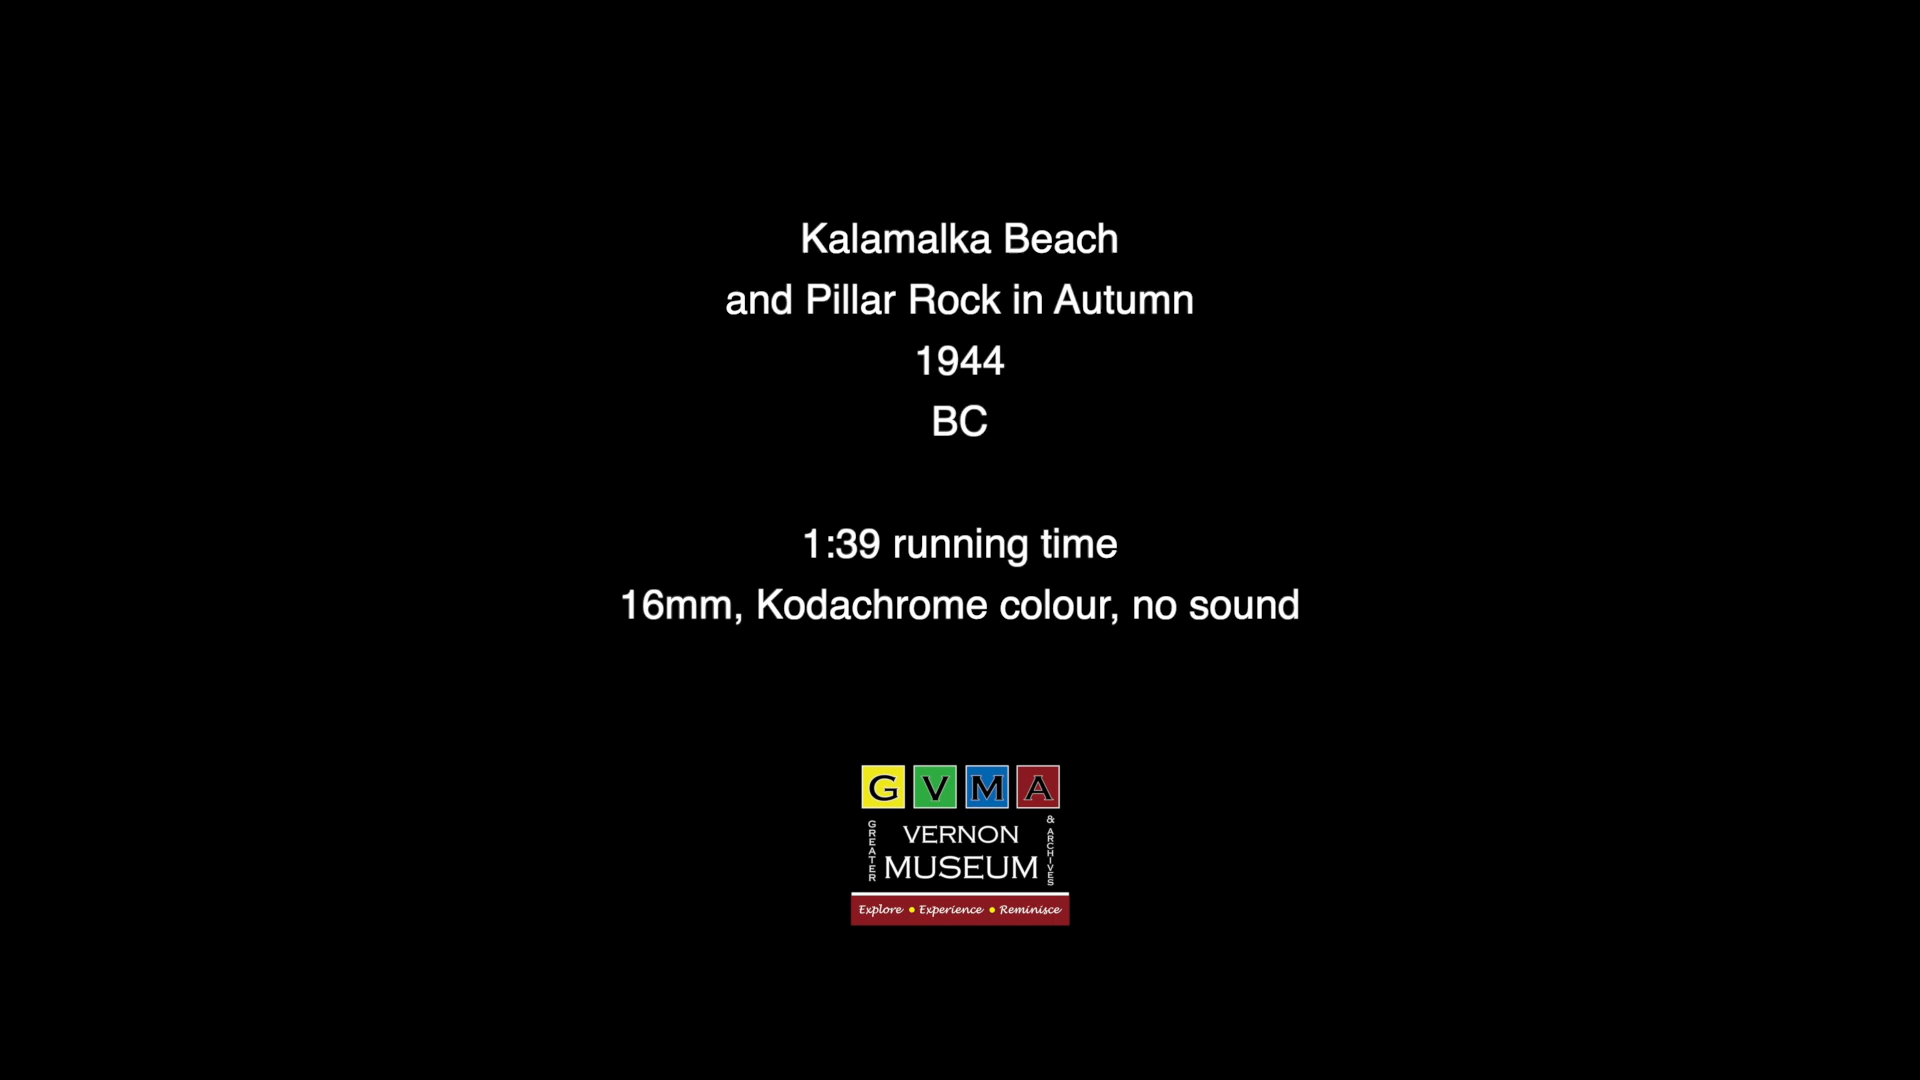 Kalamalka Beach
and Pillar Rock in Autumn
1944
BC
1:39 running time
16mm, Kodachrome colour, no sound
G V M A
GREATER
VERNON
MUSEUM
& ARCHIVES
Explore • Experience • Reminisce